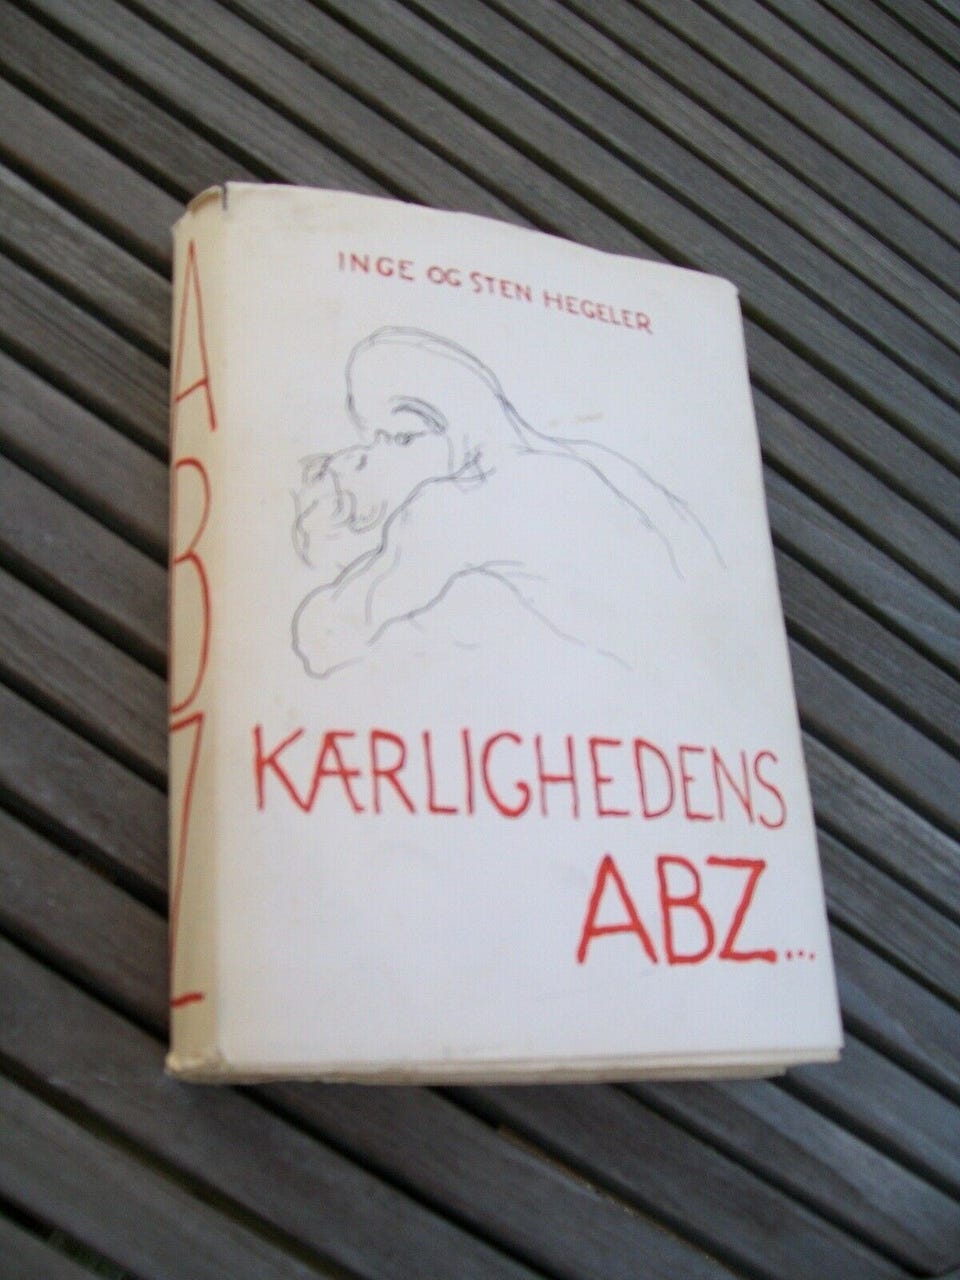 INGE OG STEN HEGELER
KÆRLIGHEDENS
ABZ...
ABZ